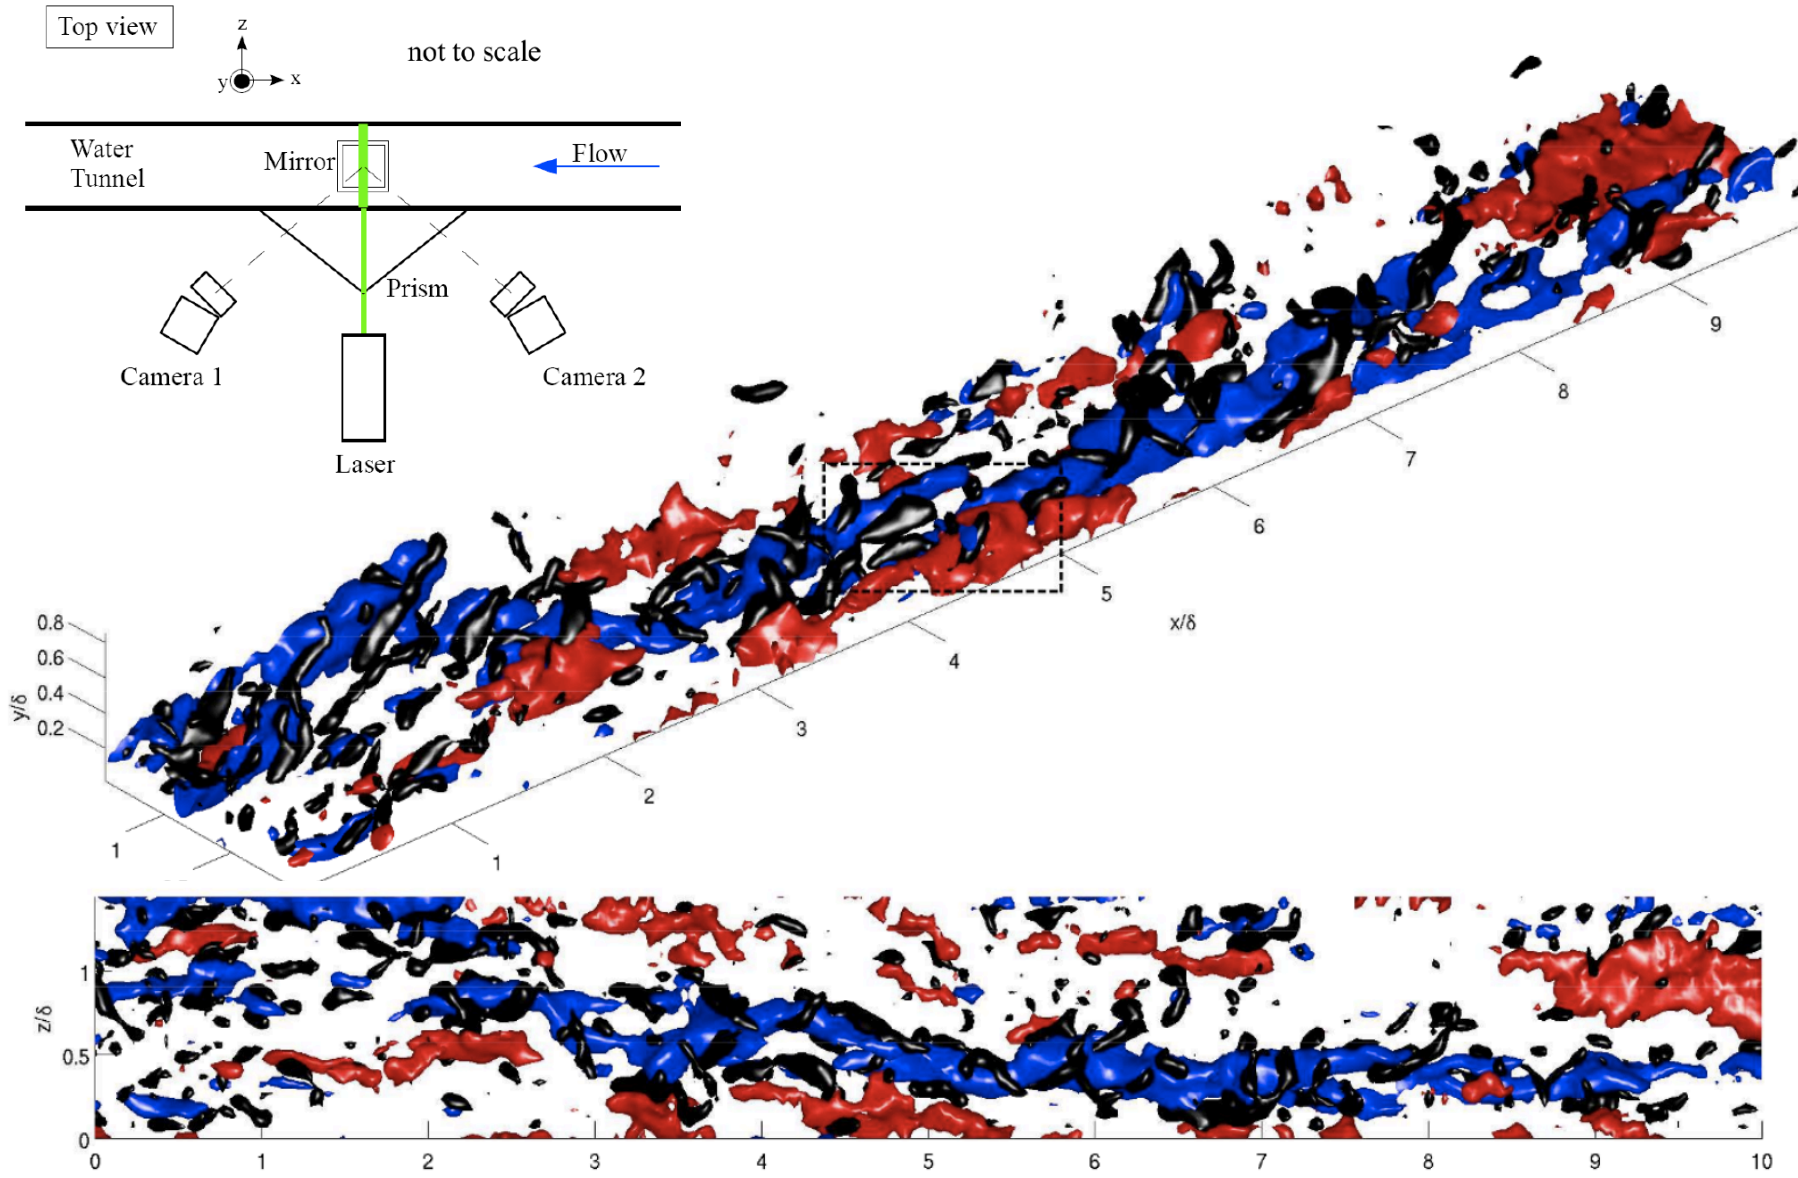 Top view
z
not to scale
y
x
Water
Tunnel
Mirror
Flow
Prism
Camera 1
Camera 2
Laser
9
8
7
6
5
x/δ
4
3
2
1
0.8
0.6
0.4
0.2
y/δ
1
1
0.5
0
z/δ
0 1 2 3 4 5 6 7 8 9 10